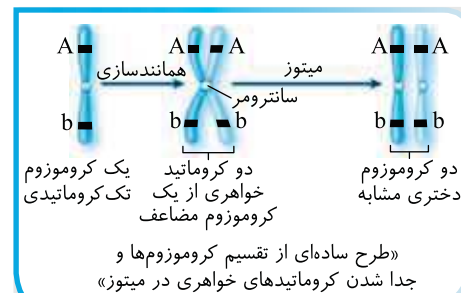 A A A A A
همانندسازی میتوز
سانترومر
b b b b b
یک کروموزوم تک‌کروماتیدی
دو کروماتید خواهری از یک کروموزوم مضاعف
دو کروموزوم دختری مشابه
«طرح ساده‌ای از تقسیم کروموزوم‌ها و
جدا شدن کروماتیدهای خواهری در میتوز»